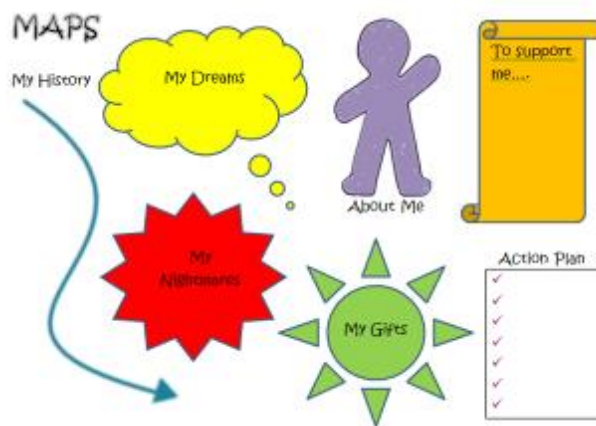 MAPS
My History
My Dreams
About Me
To support
me....
My
Nightmares
My Gifts
Action Plan